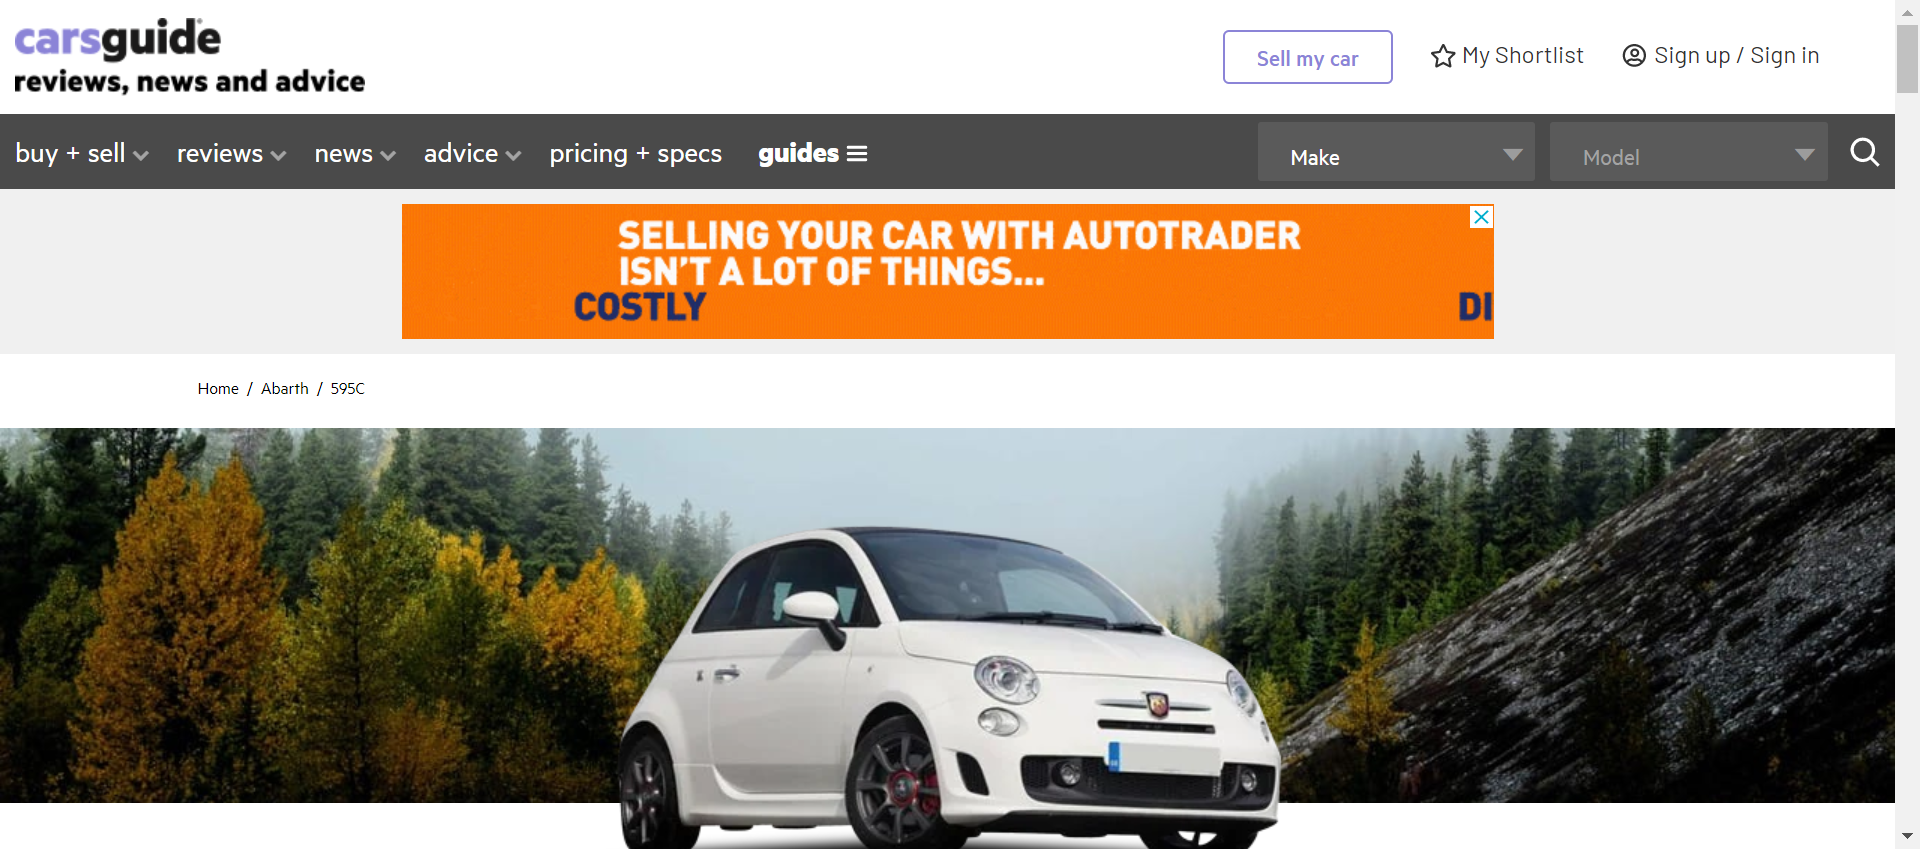 carsguide
reviews, news and advice
Sell my car
My Shortlist
Sign up / Sign in
buy + sell
reviews
news
advice
pricing + specs
guides
Make
Model
SELLING YOUR CAR WITH AUTOTRADER
ISN'T A LOT OF THINGS...
COSTLY
DI
Home / Abarth / 595C